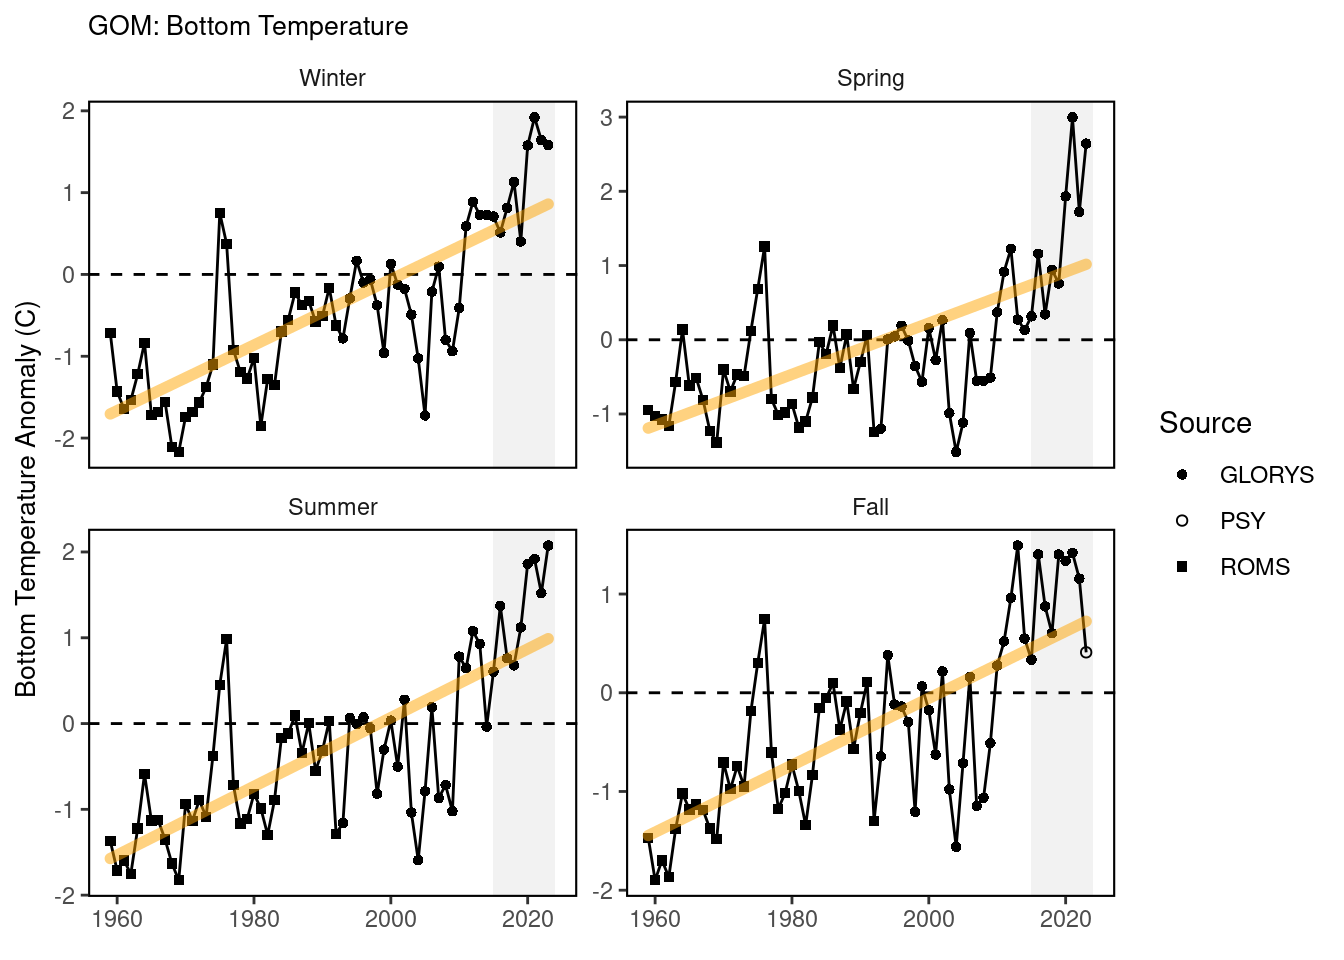 GOM: Bottom Temperature
Winter
Spring
2
1
0
-1
-2
3
2
1
0
-1
Bottom Temperature Anomaly (C)
Summer
Fall
2
1
0
-1
-2
1
0
-1
-2
1960 1980 2000 2020
1960 1980 2000 2020
Source
GLORYS
PSY
ROMS